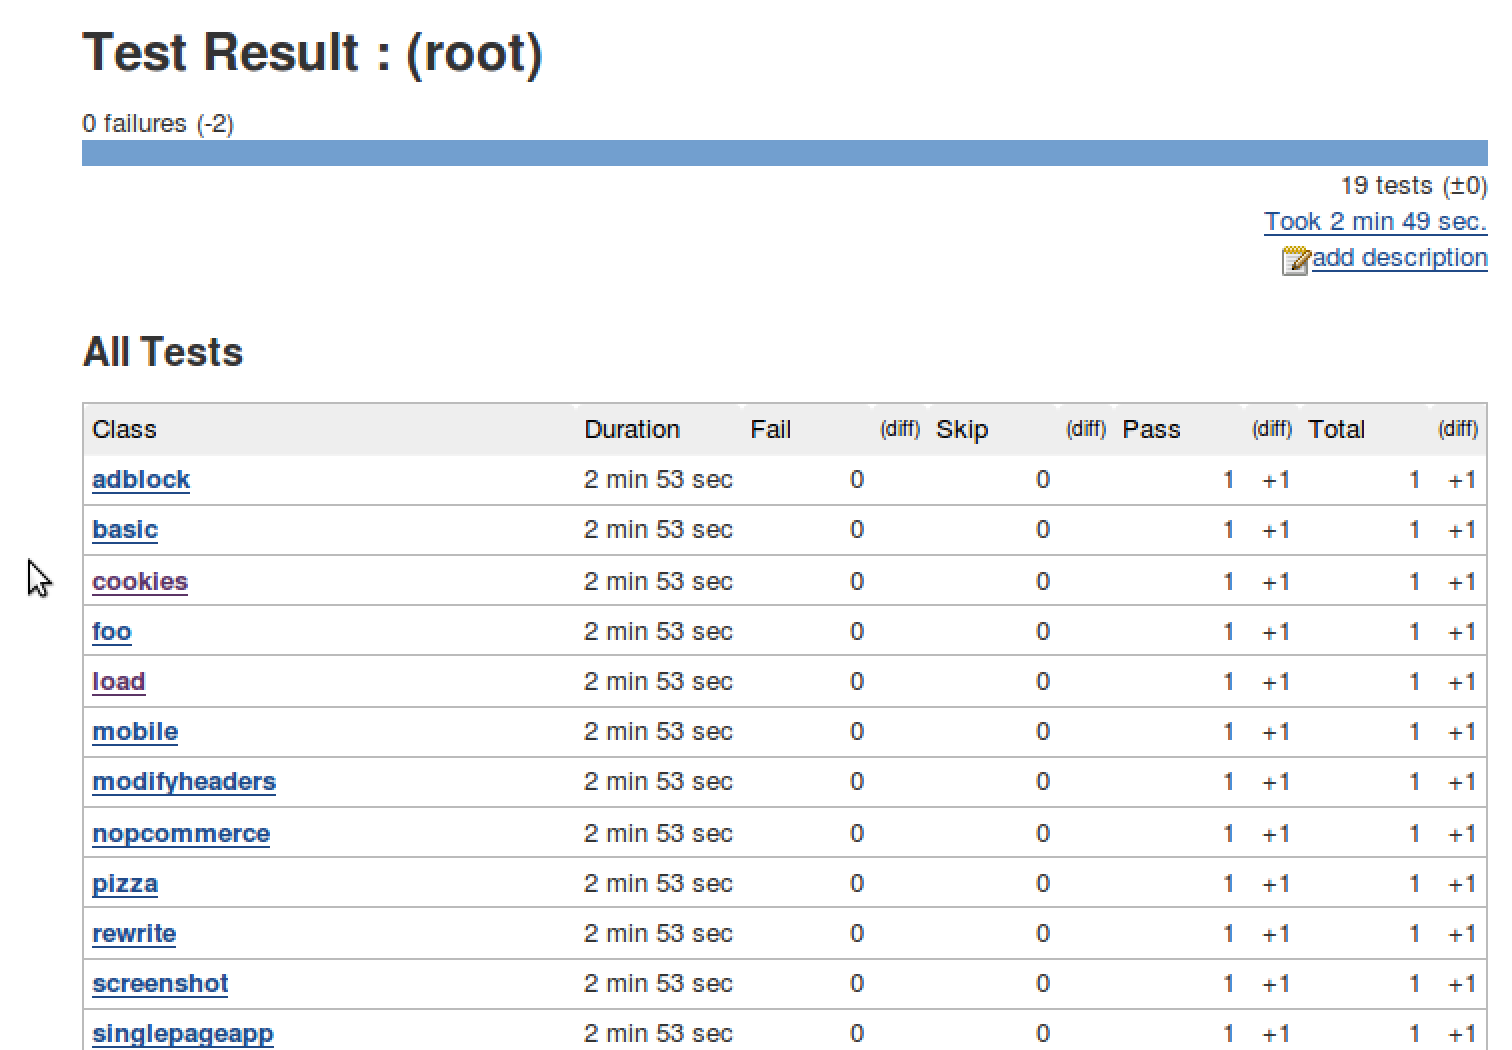 Test Result : (root)
0 failures (-2)
19 tests (±0)
Took 2 min 49 sec.
add description
All Tests
Class Duration Fail (diff) Skip (diff) Pass (diff) Total (diff)
adblock 2 min 53 sec 0 0 1 +1 1 +1
basic 2 min 53 sec 0 0 1 +1 1 +1
cookies 2 min 53 sec 0 0 1 +1 1 +1
foo 2 min 53 sec 0 0 1 +1 1 +1
load 2 min 53 sec 0 0 1 +1 1 +1
mobile 2 min 53 sec 0 0 1 +1 1 +1
modifyheaders 2 min 53 sec 0 0 1 +1 1 +1
nopcommerce 2 min 53 sec 0 0 1 +1 1 +1
pizza 2 min 53 sec 0 0 1 +1 1 +1
rewrite 2 min 53 sec 0 0 1 +1 1 +1
screenshot 2 min 53 sec 0 0 1 +1 1 +1
singlepageapp 2 min 53 sec 0 0 1 +1 1 +1